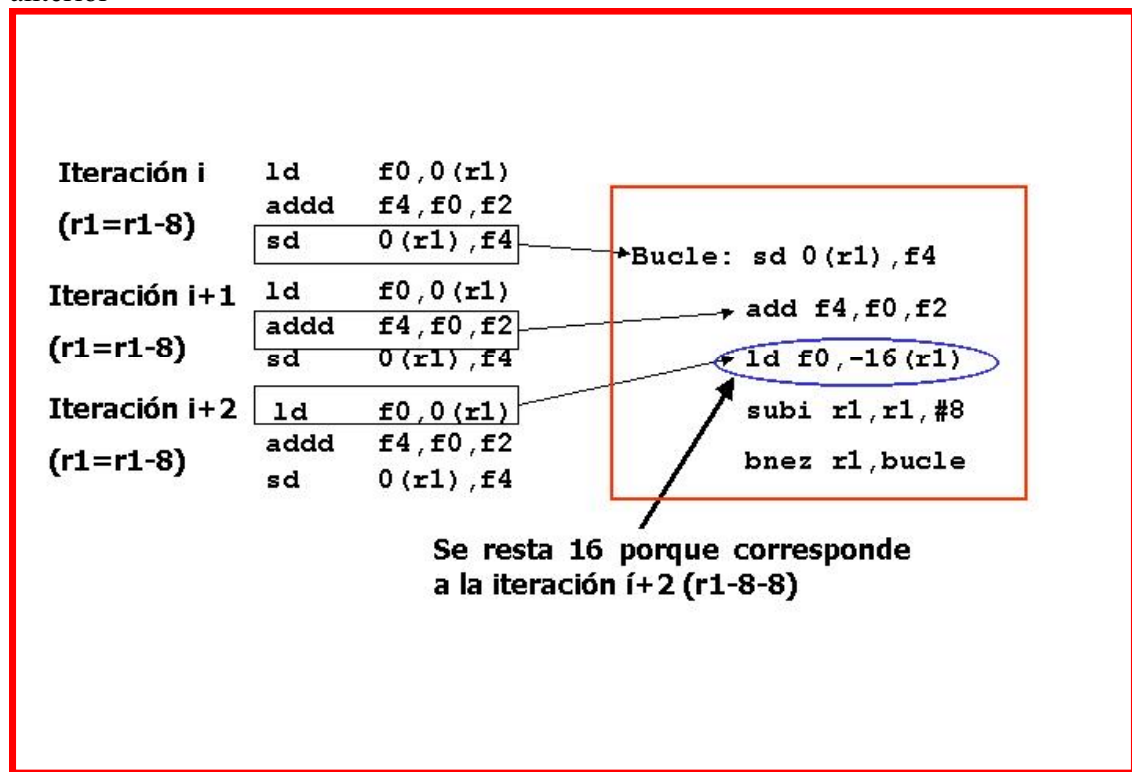 anterior
Iteración i
(r1=r1-8)
ld f0,0(r1)
addd f4,f0,f2
sd 0(r1),f4
Iteración i+1
(r1=r1-8)
ld f0,0(r1)
addd f4,f0,f2
sd 0(r1),f4
Iteración i+2
(r1=r1-8)
ld f0,0(r1)
addd f4,f0,f2
sd 0(r1),f4
Bucle: sd 0(r1),f4
add f4,f0,f2
ld f0,-16(r1)
subi r1,r1,#8
bnez r1,bucle
Se resta 16 porque corresponde
a la iteración í+2 (r1-8-8)